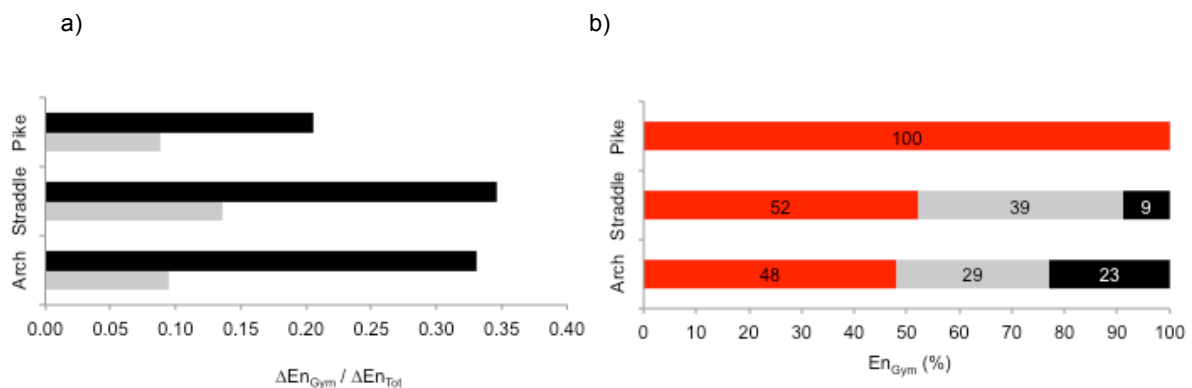 a)
Pike
Straddle
Arch
0.00 0.05 0.10 0.15 0.20 0.25 0.30 0.35 0.40
ΔEnGym / ΔEnTot
b)
Pike
100
Straddle
52 39 9
Arch
48 29 23
0 10 20 30 40 50 60 70 80 90 100
EnGym (%)